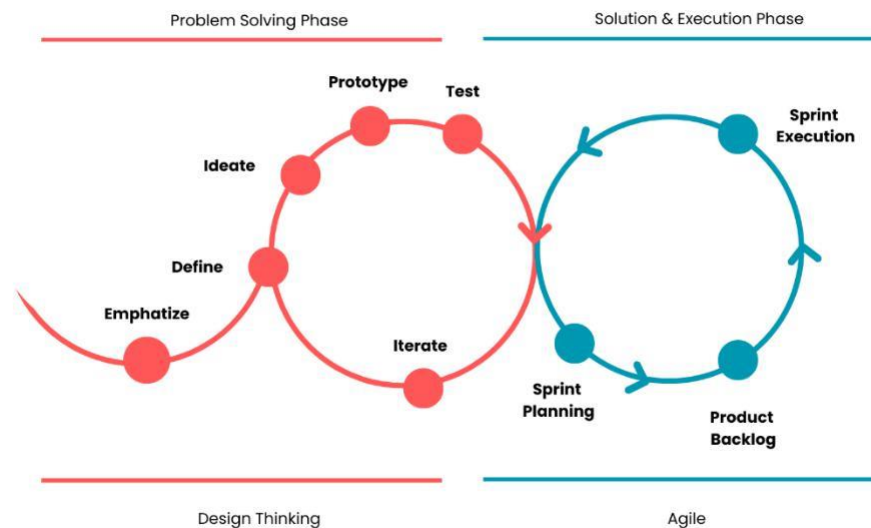 Problem Solving Phase
Solution & Execution Phase
Prototype
Test
Sprint
Execution
Ideate
Define
Emphatize
Iterate
Sprint
Planning
Product
Backlog
Design Thinking
Agile